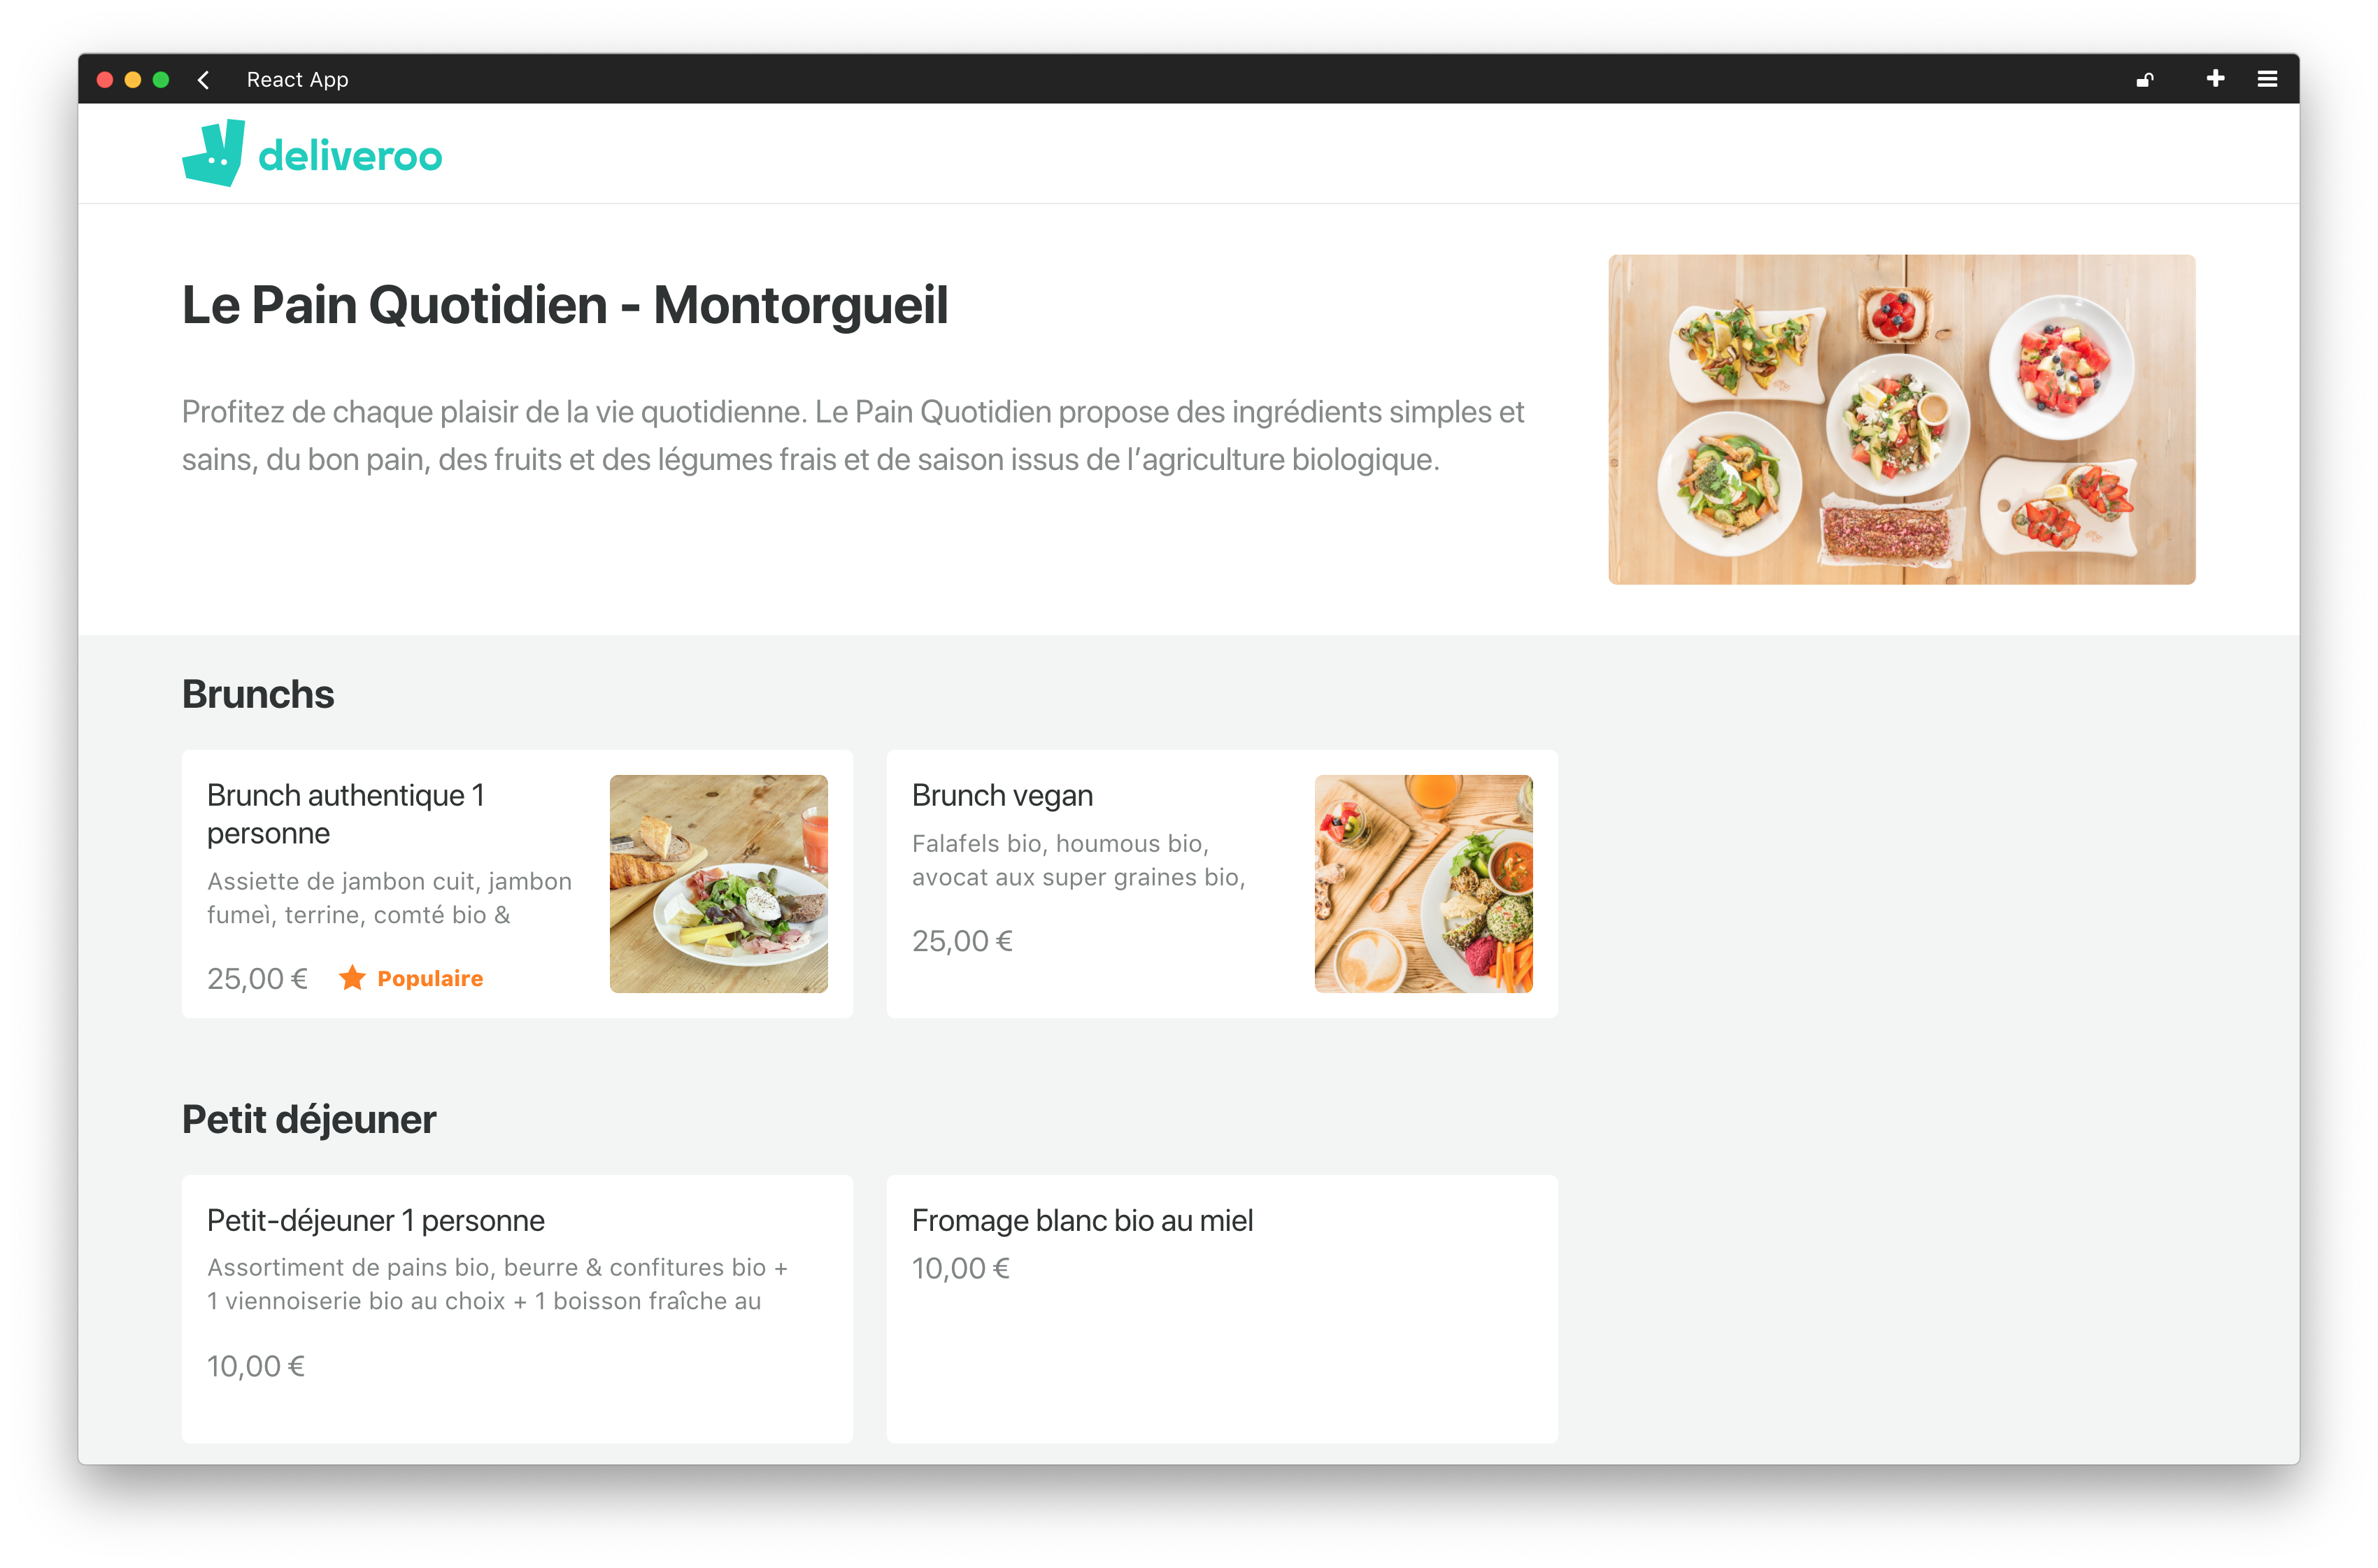 React App
deliveroo
Le Pain Quotidien - Montorgueil
Profitez de chaque plaisir de la vie quotidienne. Le Pain Quotidien propose des ingrédients simples et
sains, du bon pain, des fruits et des légumes frais et de saison issus de l’agriculture biologique.
Brunchs
Brunch authentique 1
personne
Assiette de jambon cuit, jambon
fumeì, terrine, comté bio &
25,00 €
Populaire
Brunch vegan
Falafels bio, houmous bio,
avocat aux super graines bio,
25,00 €
Petit déjeuner
Petit-déjeuner 1 personne
Assortiment de pains bio, beurre & confitures bio +
1 viennoiserie bio au choix + 1 boisson fraîche au
10,00 €
Fromage blanc bio au miel
10,00 €